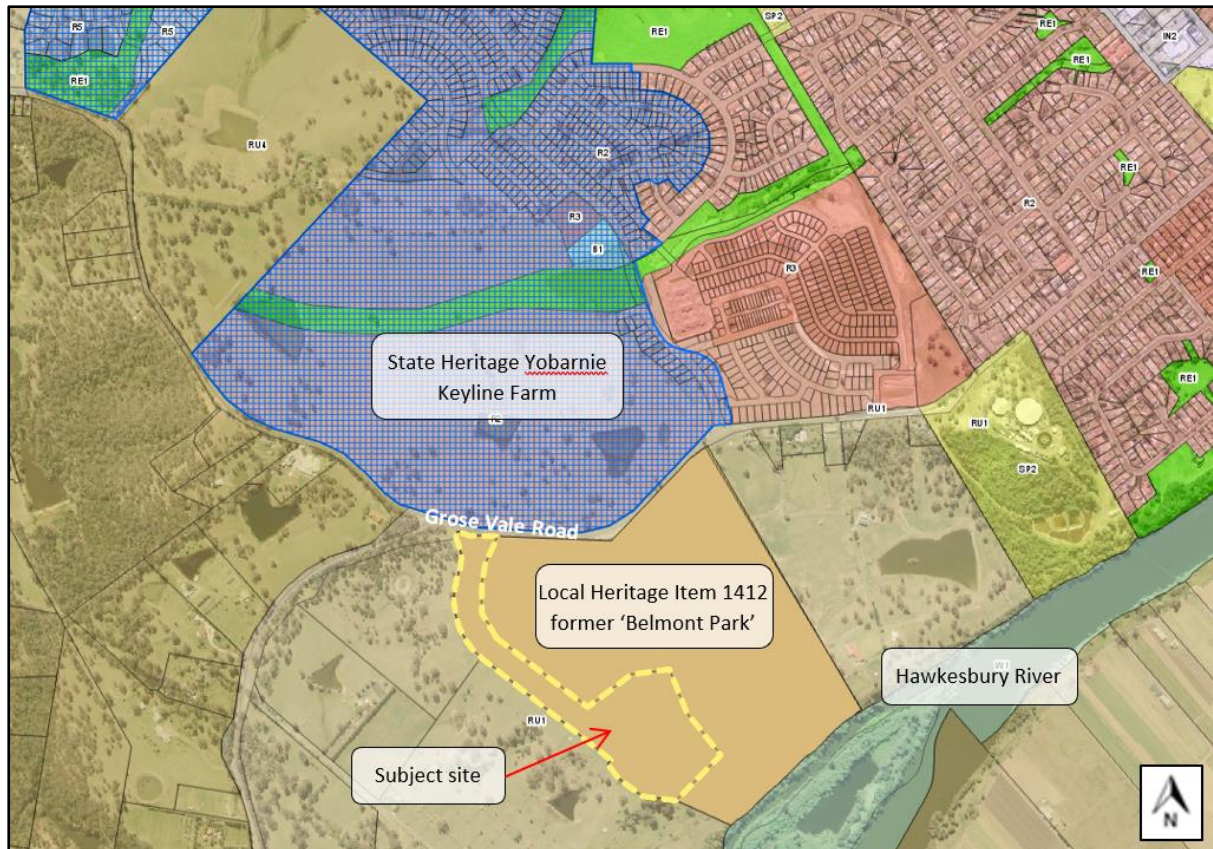 SP2
R5
R5
RE1
RE1
IN2
RE1
RE1
RU4
R2
RE1
R3
R2
B1
R3
RE1
State Heritage Yobarnie
Keyline Farm
RE1
RU1
RU1
SP2
R2
Grose Vale Road
Local Heritage Item 1412
former ‘Belmont Park’
W1
Hawkesbury River
RU1
Subject site
N